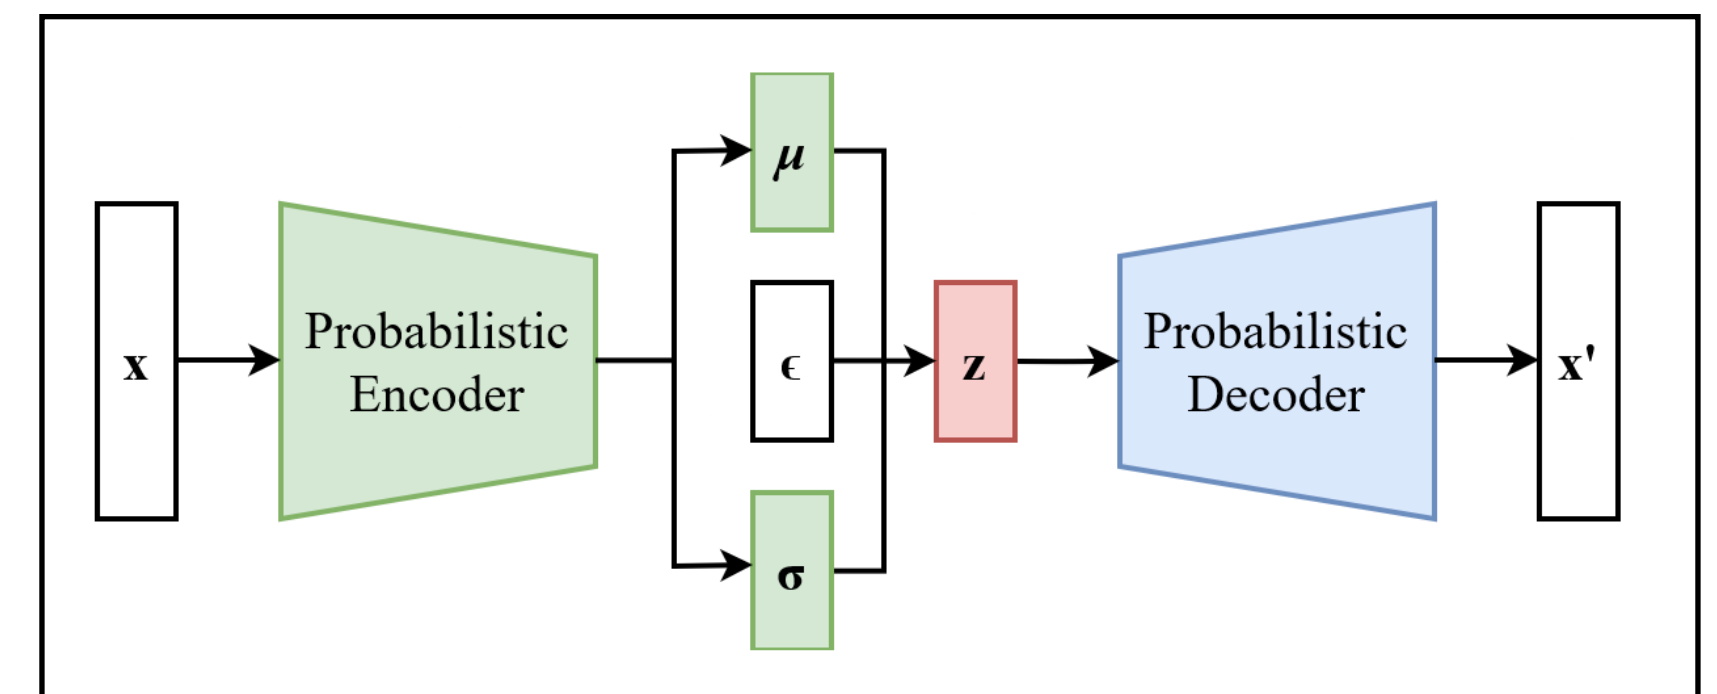 x
Probabilistic
Encoder
μ
ϵ
σ
z
Probabilistic
Decoder
x'